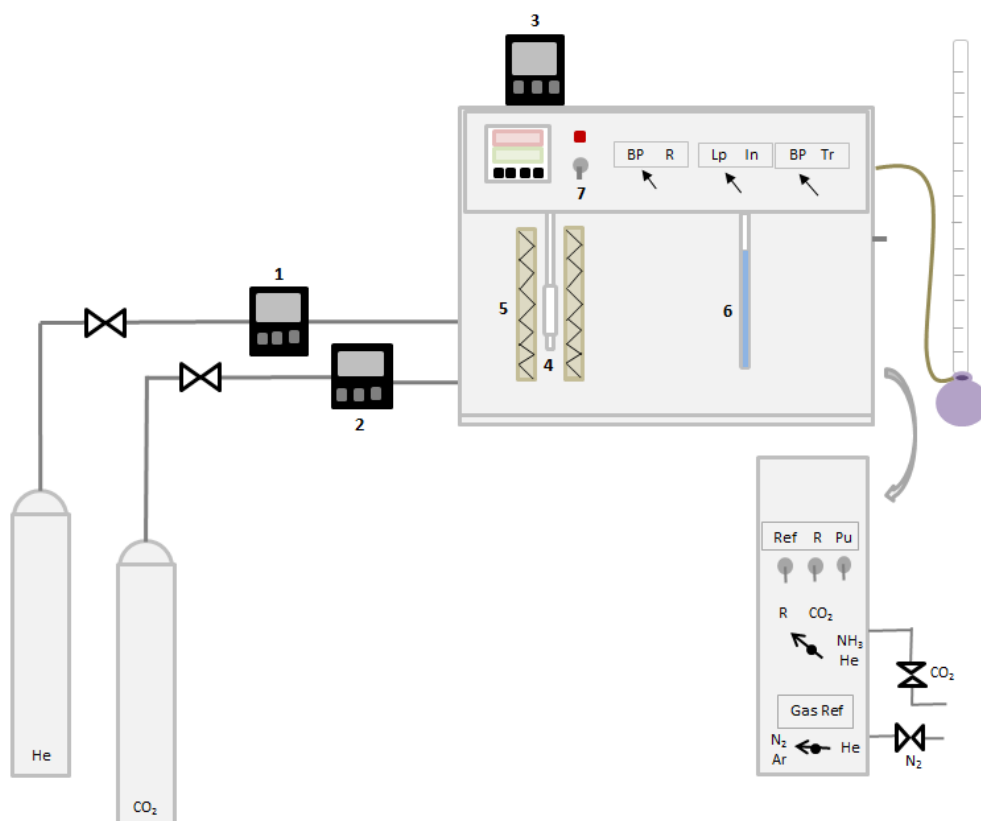 3
BP R
Lp In
BP Tr
7
1
5
6
4
2
Ref R Pu
R CO₂
NH₃
He
CO₂
Gas Ref
N₂
Ar
He
N₂
He
CO₂